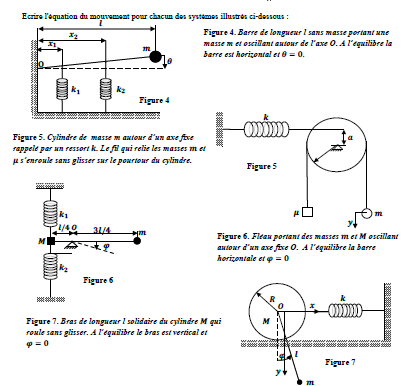 Ecrire l'équation du mouvement pour chacun des systèmes illustrés ci-dessous :
l
x₂
x₁
m
θ
O
k₁
k₂
Figure 4
Figure 4. Barre de longueur l sans masse portant une
masse m et oscillant autour de l'axe O. A l'équilibre la
barre est horizontal et θ = 0.
Figure 5. Cylindre de masse m autour d'un axe fixe
rappelé par un ressort k. Le fil qui relie les masses m et
μ s'enroule sans glisser sur le pourtour du cylindre.
k
a
Figure 5
μ
m
y
k₁
l/4 O 3l/4
M
m
φ
k₂
Figure 6
Figure 6. Fléau portant des masses m et M oscillant
autour d'un axe fixe O. A l'équilibre la barre
horizontale et φ = 0
Figure 7. Bras de longueur l solidaire du cylindre M qui
roule sans glisser. A l'équilibre le bras est vertical et
φ = 0
R
O
x
k
M
φ
l
y
m
Figure 7